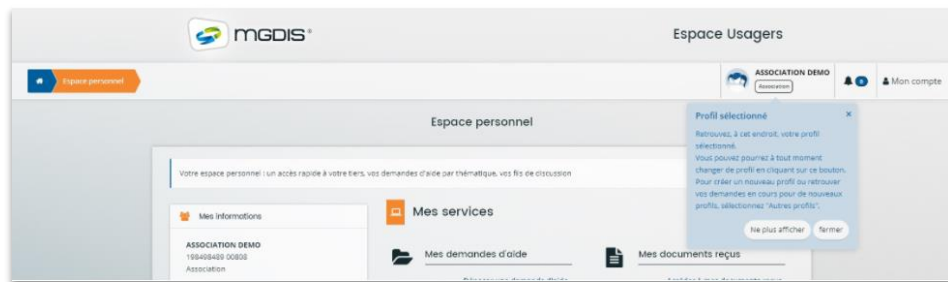 MGDIS
Espace Usagers
Espace personnel
ASSOCIATION DEMO
Association
0
Mon compte
Espace personnel
Profil sélectionné
×
Retrouvez, à cet endroit, votre profil
sélectionné.
Vous pouvez pourrez à tout moment
changer de profil en cliquant sur ce bouton.
Pour créer un nouveau profil ou retrouver
vos demandes en cours pour de nouveaux
profils, sélectionnez "Autres profils".
Ne plus afficher
fermer
Votre espace personnel : un accès rapide à votre tiers, vos demandes d'aide par thématique, vos fils de discussion
Mes informations
ASSOCIATION DEMO
Association
Mes services
Mes demandes d'aide
Mes documents reçus